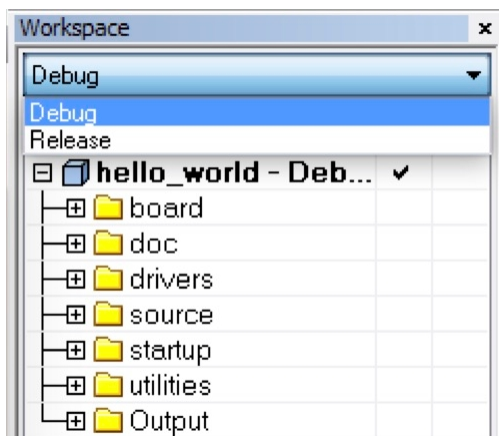 Workspace
Debug
Debug
Release
hello_world - Deb...
board
doc
drivers
source
startup
utilities
Output